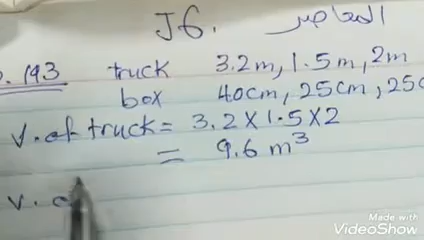 J6. المعاصر
P.193 truck 3.2m, 1.5m, 2m
box 40cm, 25cm, 25c
V. of truck = 3.2×1.5×2
= 9.6 m³
V. o
Made with
VideoShow